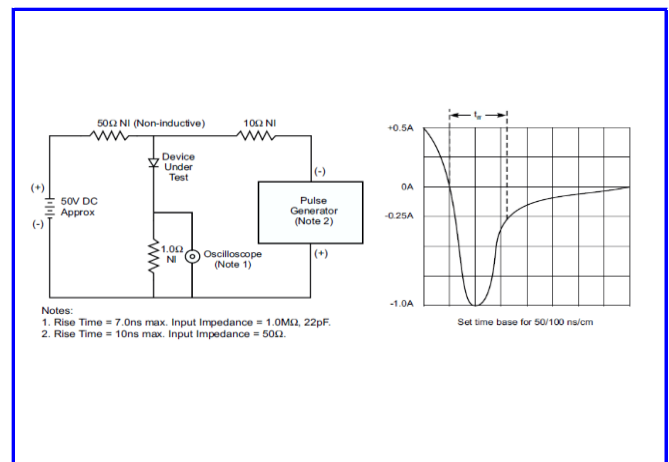 50Ω NI (Non-inductive)
10Ω NI
Device
Under
Test
(+)
50V DC
Approx
(-)
1.0Ω
NI
Oscilloscope
(Note 1)
(-)
Pulse
Generator
(Note 2)
(+)
Notes:
1. Rise Time = 7.0ns max. Input Impedance = 1.0MΩ, 22pF.
2. Rise Time = 10ns max. Input Impedance = 50Ω.
trr
+0.5A
0A
-0.25A
-1.0A
Set time base for 50/100 ns/cm